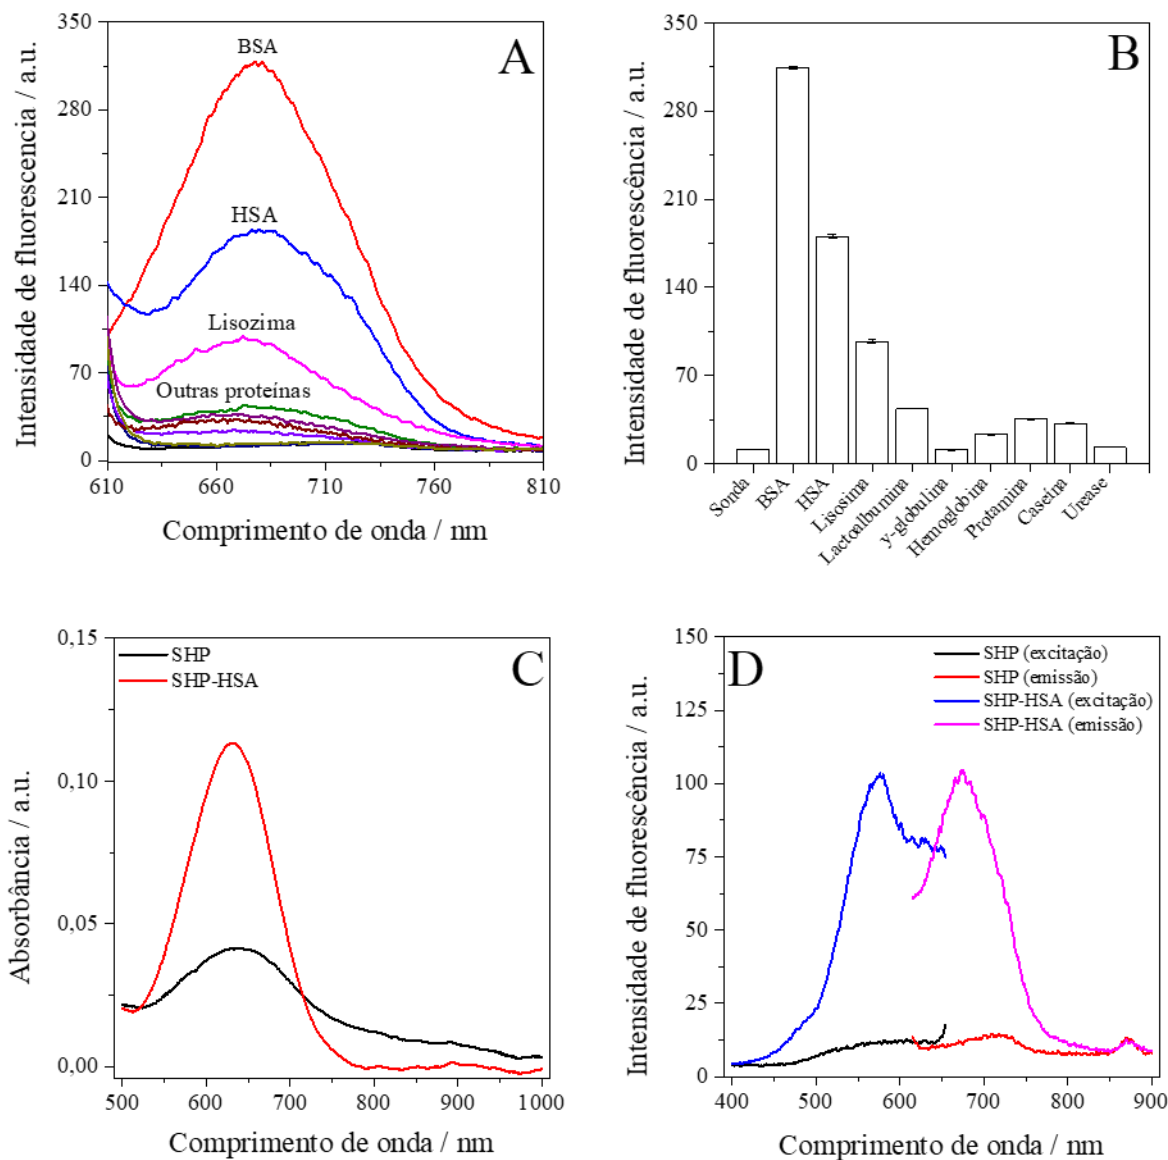 A
350
280
210
140
70
0
Intensidade de fluorescencia / a.u.
BSA
HSA
Lisozima
Outras proteínas
610
660
710
760
810
Comprimento de onda / nm
B
350
280
210
140
70
0
Intensidade de fluorescência / a.u.
Sonda
BSA
HSA
Lisosima
Lactoalbumina
y-globulina
Hemoglobina
Protamina
Caseína
Urease
C
0,15
0,10
0,05
0,00
Absorbância / a.u.
SHP
SHP-HSA
500
600
700
800
900
1000
Comprimento de onda / nm
D
150
125
100
75
50
25
0
Intensidade de fluorescência / a.u.
SHP (excitação)
SHP (emissão)
SHP-HSA (excitação)
SHP-HSA (emissão)
400
500
600
700
800
900
Comprimento de onda / nm